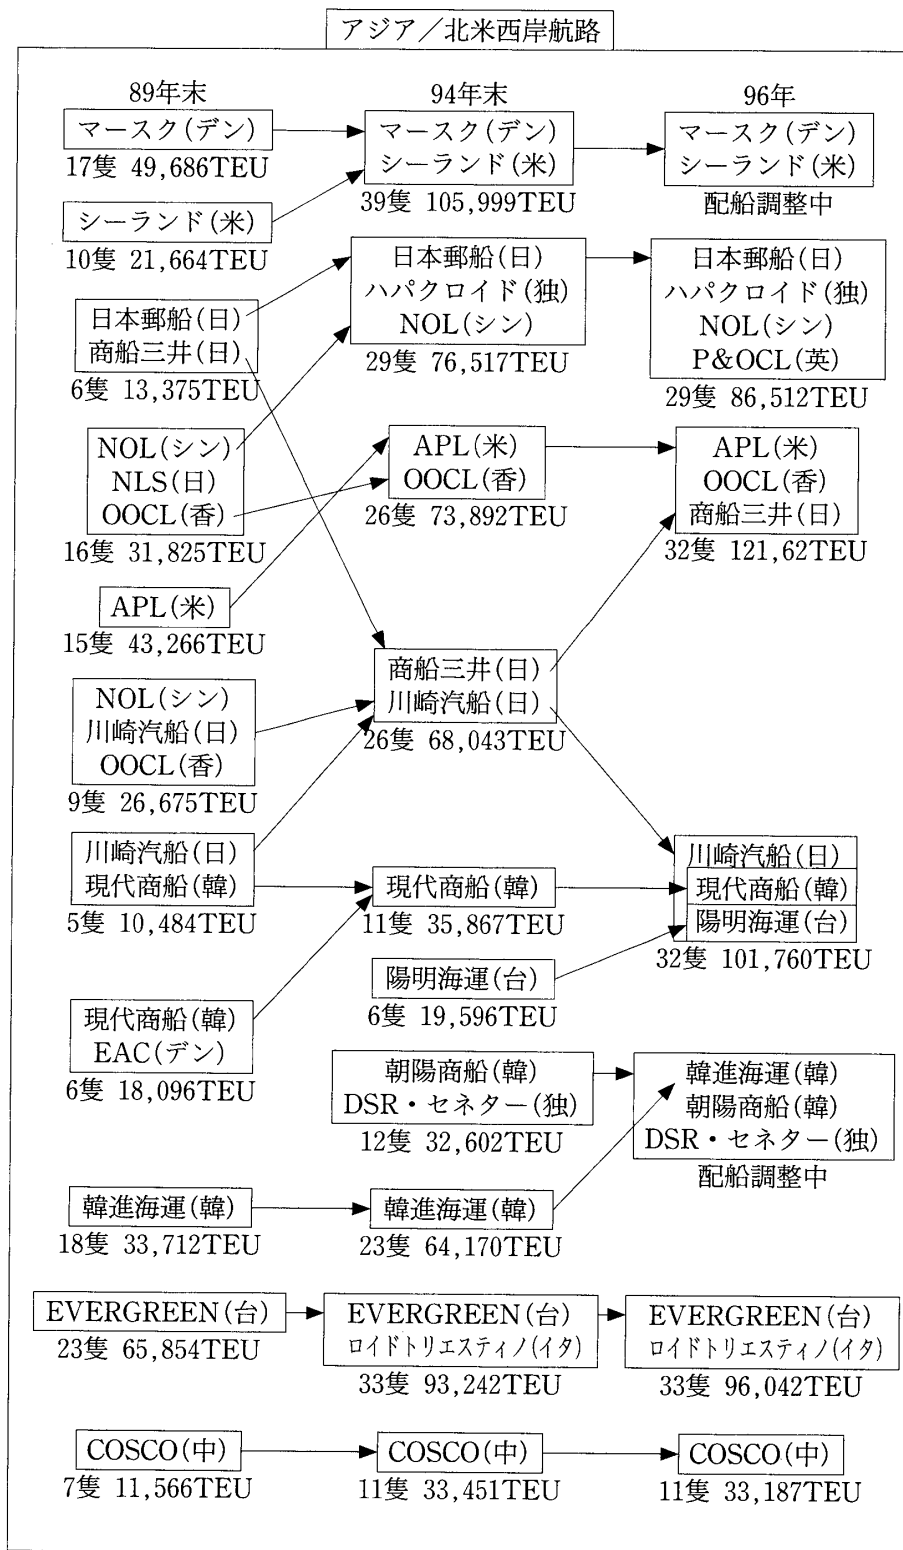 アジア／北米西岸航路
89年末
マースク(デン)
17隻 49,686TEU
シーランド(米)
10隻 21,664TEU
日本郵船(日)
商船三井(日)
6隻 13,375TEU
NOL(シン)
NLS(日)
OOCL(香)
16隻 31,825TEU
APL(米)
15隻 43,266TEU
NOL(シン)
川崎汽船(日)
OOCL(香)
9隻 26,675TEU
川崎汽船(日)
現代商船(韓)
5隻 10,484TEU
現代商船(韓)
EAC(デン)
6隻 18,096TEU
韓進海運(韓)
18隻 33,712TEU
EVERGREEN(台)
23隻 65,854TEU
COSCO(中)
7隻 11,566TEU
94年末
マースク(デン)
シーランド(米)
39隻 105,999TEU
日本郵船(日)
ハパクロイド(独)
NOL(シン)
29隻 76,517TEU
APL(米)
OOCL(香)
26隻 73,892TEU
商船三井(日)
川崎汽船(日)
26隻 68,043TEU
現代商船(韓)
11隻 35,867TEU
陽明海運(台)
6隻 19,596TEU
朝陽商船(韓)
DSR・セネター(独)
12隻 32,602TEU
韓進海運(韓)
23隻 64,170TEU
EVERGREEN(台)
ロイドトリエスティノ(イタ)
33隻 93,242TEU
COSCO(中)
11隻 33,451TEU
96年
マースク(デン)
シーランド(米)
配船調整中
日本郵船(日)
ハパクロイド(独)
NOL(シン)
P&OCL(英)
29隻 86,512TEU
APL(米)
OOCL(香)
商船三井(日)
32隻 121,62TEU
川崎汽船(日)
現代商船(韓)
陽明海運(台)
32隻 101,760TEU
韓進海運(韓)
朝陽商船(韓)
DSR・セネター(独)
配船調整中
EVERGREEN(台)
ロイドトリエスティノ(イタ)
33隻 96,042TEU
COSCO(中)
11隻 33,187TEU